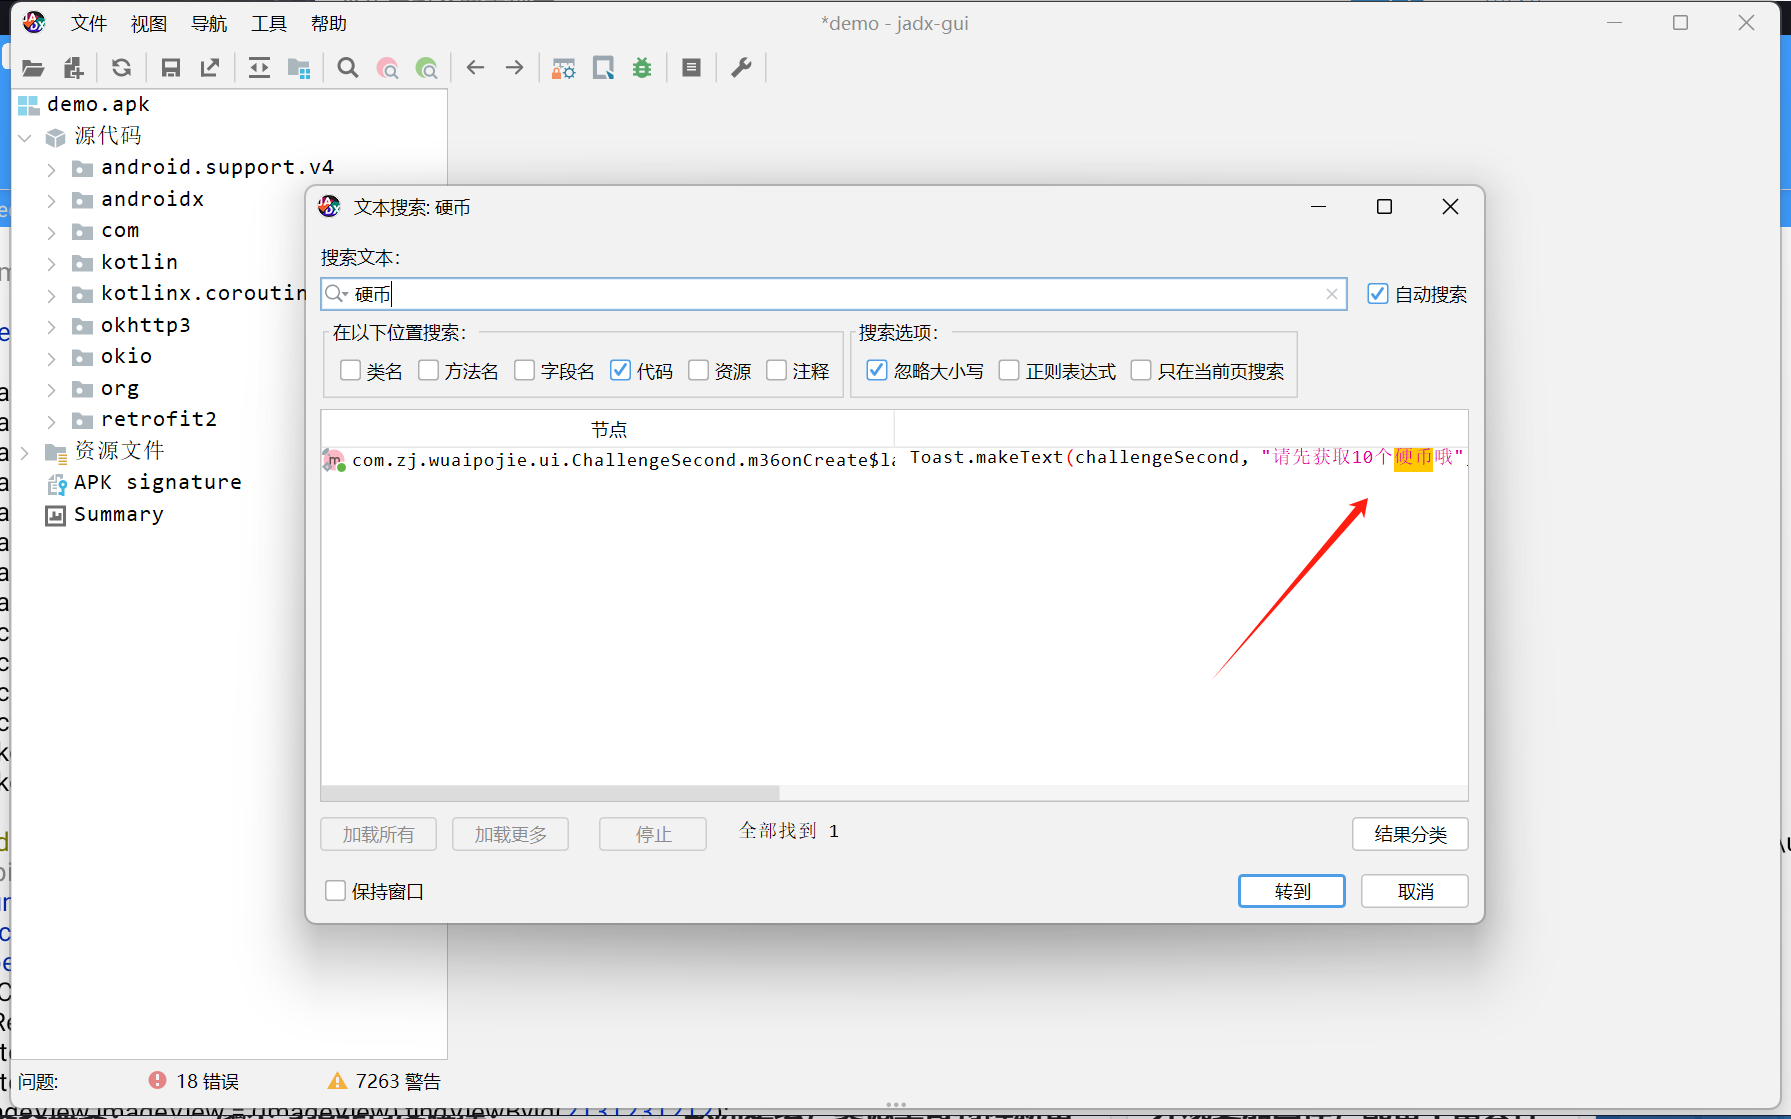 文件 视图 导航 工具 帮助
*demo - jadx-gui
demo.apk
源代码
android.support.v4
androidx
com
kotlin
kotlinx.coroutin
okhttp3
okio
org
retrofit2
资源文件
APK signature
Summary
文本搜索: 硬币
搜索文本:
硬币
自动搜索
在以下位置搜索:
类名 方法名 字段名 代码 资源 注释
搜索选项:
忽略大小写 正则表达式 只在当前页搜索
节点
com.zj.wuaipojie.ui.ChallengeSecond.m36onCreate$la
Toast.makeText(challengeSecond, "请先获取10个硬币哦",
加载所有 加载更多 停止 全部找到 1 结果分类
保持窗口 转到 取消
问题: 18 错误 7263 警告